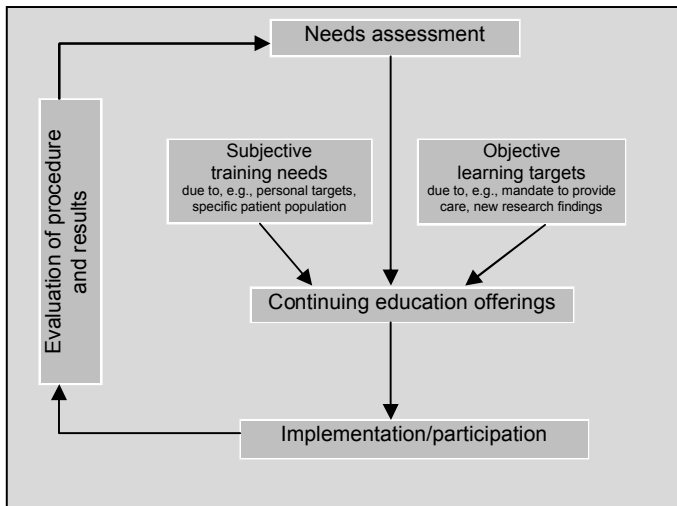 Needs assessment
Subjective
training needs
due to, e.g., personal targets,
specific patient population
Objective
learning targets
due to, e.g., mandate to provide
care, new research findings
Continuing education offerings
Implementation/participation
Evaluation of procedure
and results